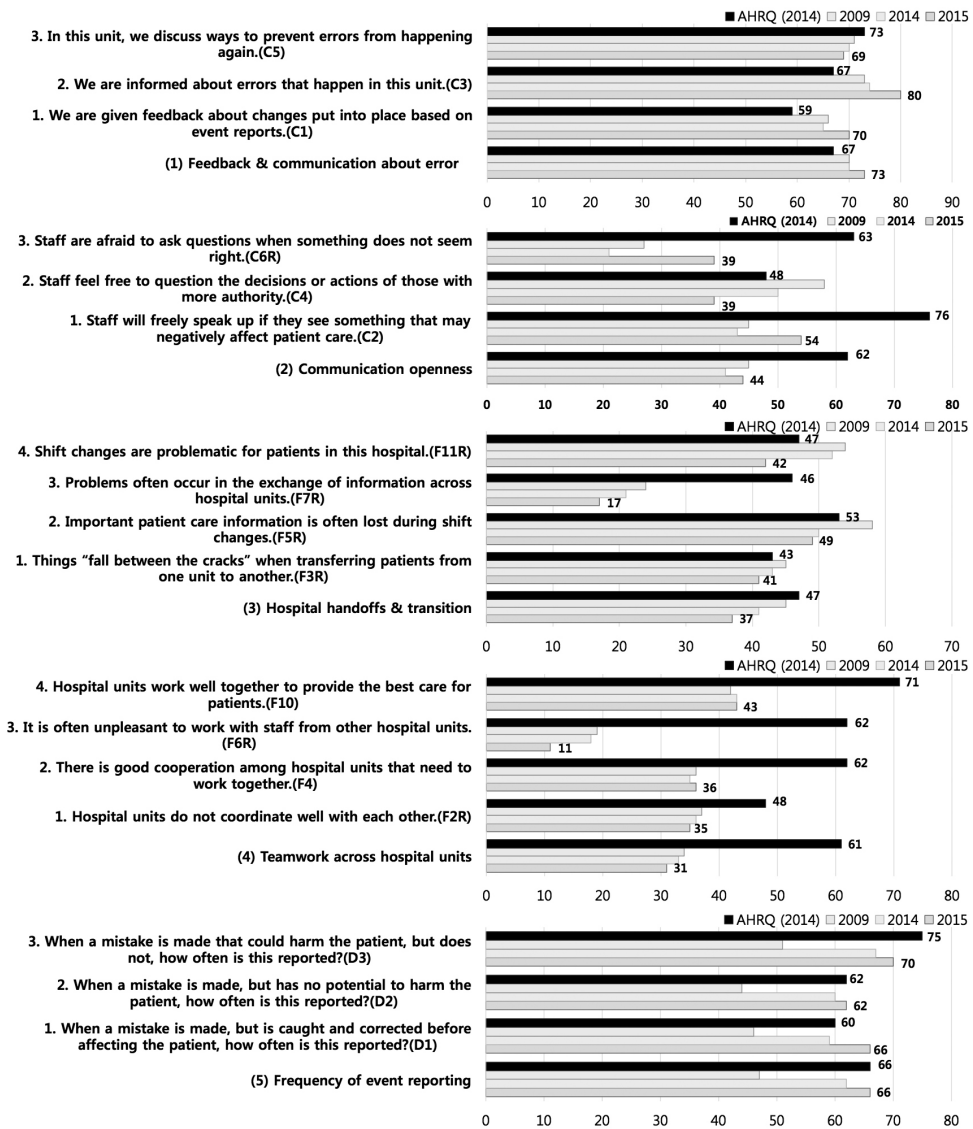 AHRQ (2014) 2009 2014 2015
3. In this unit, we discuss ways to prevent errors from happening
again.(C5)
73
69
2. We are informed about errors that happen in this unit.(C3)
67
80
1. We are given feedback about changes put into place based on
event reports.(C1)
59
70
(1) Feedback & communication about error
67
73
0 10 20 30 40 50 60 70 80 90
AHRQ (2014) 2009 2014 2015
3. Staff are afraid to ask questions when something does not seem
right.(C6R)
63
39
2. Staff feel free to question the decisions or actions of those with
more authority.(C4)
48
39
1. Staff will freely speak up if they see something that may
negatively affect patient care.(C2)
76
54
(2) Communication openness
62
44
0 10 20 30 40 50 60 70 80
AHRQ (2014) 2009 2014 2015
4. Shift changes are problematic for patients in this hospital.(F11R)
47
42
3. Problems often occur in the exchange of information across
hospital units.(F7R)
46
17
2. Important patient care information is often lost during shift
changes.(F5R)
53
49
1. Things “fall between the cracks” when transferring patients from
one unit to another.(F3R)
43
41
(3) Hospital handoffs & transition
47
37
0 10 20 30 40 50 60 70
AHRQ (2014) 2009 2014 2015
4. Hospital units work well together to provide the best care for
patients.(F10)
71
43
3. It is often unpleasant to work with staff from other hospital units.
(F6R)
62
11
2. There is good cooperation among hospital units that need to
work together.(F4)
62
36
1. Hospital units do not coordinate well with each other.(F2R)
48
35
(4) Teamwork across hospital units
61
31
0 10 20 30 40 50 60 70 80
AHRQ (2014) 2009 2014 2015
3. When a mistake is made that could harm the patient, but does
not, how often is this reported?(D3)
75
70
2. When a mistake is made, but has no potential to harm the
patient, how often is this reported?(D2)
62
62
1. When a mistake is made, but is caught and corrected before
affecting the patient, how often is this reported?(D1)
60
66
(5) Frequency of event reporting
66
66
0 10 20 30 40 50 60 70 80